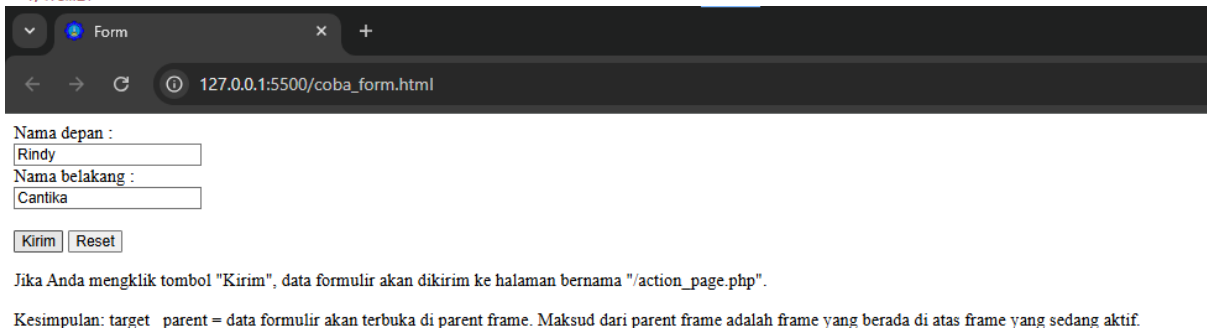 Form
127.0.0.1:5500/coba_form.html
Nama depan :
Rindy
Nama belakang :
Cantika
Kirim Reset
Jika Anda mengklik tombol "Kirim", data formulir akan dikirim ke halaman bernama "/action_page.php".
Kesimpulan: target_parent = data formulir akan terbuka di parent frame. Maksud dari parent frame adalah frame yang berada di atas frame yang sedang aktif.